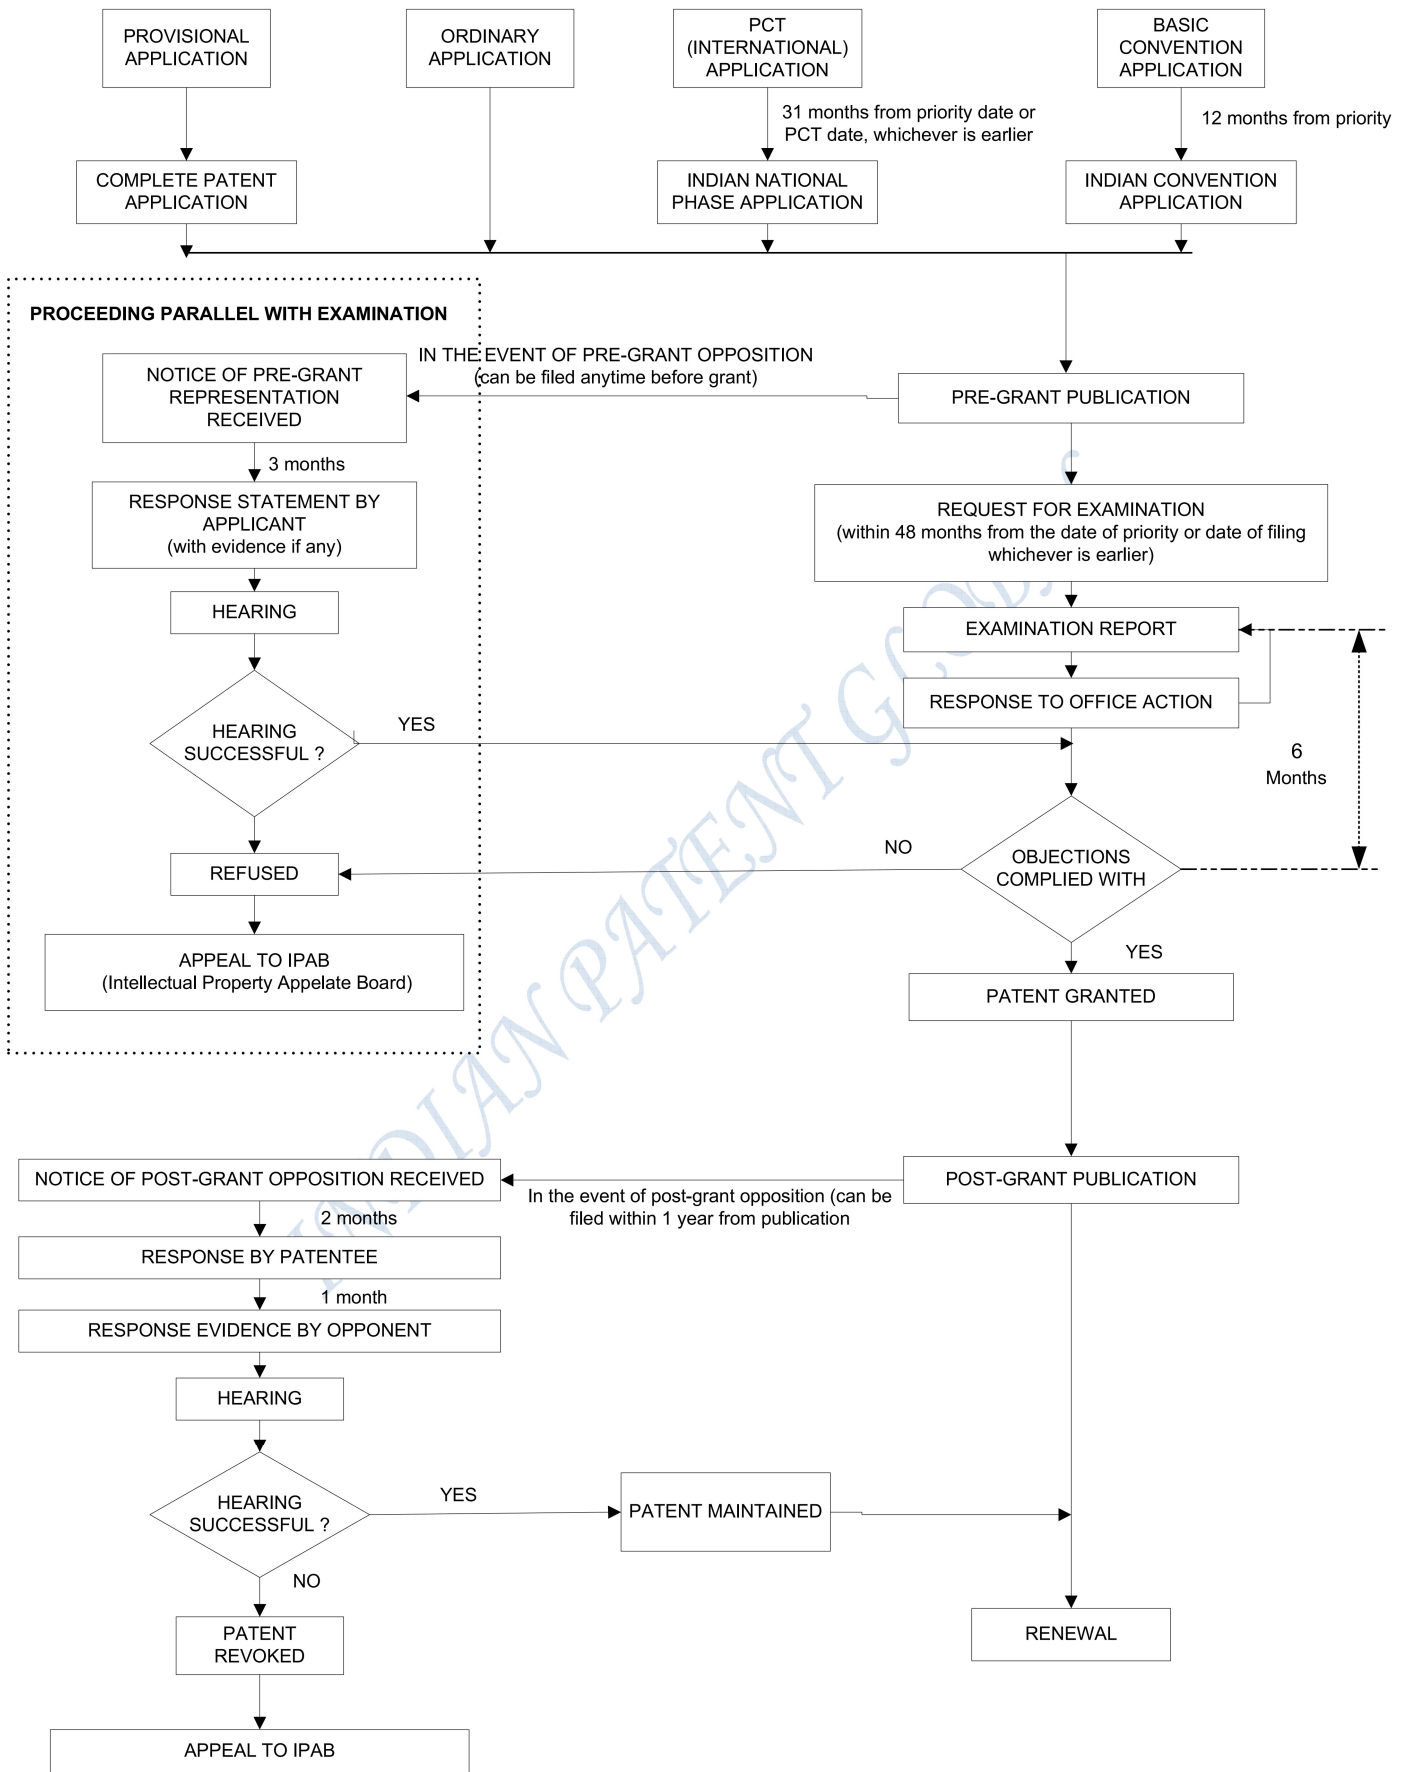 PROVISIONAL
APPLICATION
ORDINARY
APPLICATION
PCT
(INTERNATIONAL)
APPLICATION
BASIC
CONVENTION
APPLICATION
31 months from priority date or
PCT date, whichever is earlier
12 months from priority
COMPLETE PATENT
APPLICATION
INDIAN NATIONAL
PHASE APPLICATION
INDIAN CONVENTION
APPLICATION
PROCEEDING PARALLEL WITH EXAMINATION
IN THE EVENT OF PRE-GRANT OPPOSITION
(can be filed anytime before grant)
NOTICE OF PRE-GRANT
REPRESENTATION
RECEIVED
PRE-GRANT PUBLICATION
3 months
RESPONSE STATEMENT BY
APPLICANT
(with evidence if any)
REQUEST FOR EXAMINATION
(within 48 months from the date of priority or date of filing
whichever is earlier)
HEARING
EXAMINATION REPORT
RESPONSE TO OFFICE ACTION
HEARING
SUCCESSFUL ?
YES
6
Months
NO
OBJECTIONS
COMPLIED WITH
REFUSED
YES
APPEAL TO IPAB
(Intellectual Property Appelate Board)
PATENT GRANTED
NOTICE OF POST-GRANT OPPOSITION RECEIVED
In the event of post-grant opposition (can be
filed within 1 year from publication
POST-GRANT PUBLICATION
2 months
RESPONSE BY PATENTEE
1 month
RESPONSE EVIDENCE BY OPPONENT
HEARING
HEARING
SUCCESSFUL ?
YES
PATENT MAINTAINED
NO
PATENT
REVOKED
RENEWAL
APPEAL TO IPAB
INDIAN PATENT